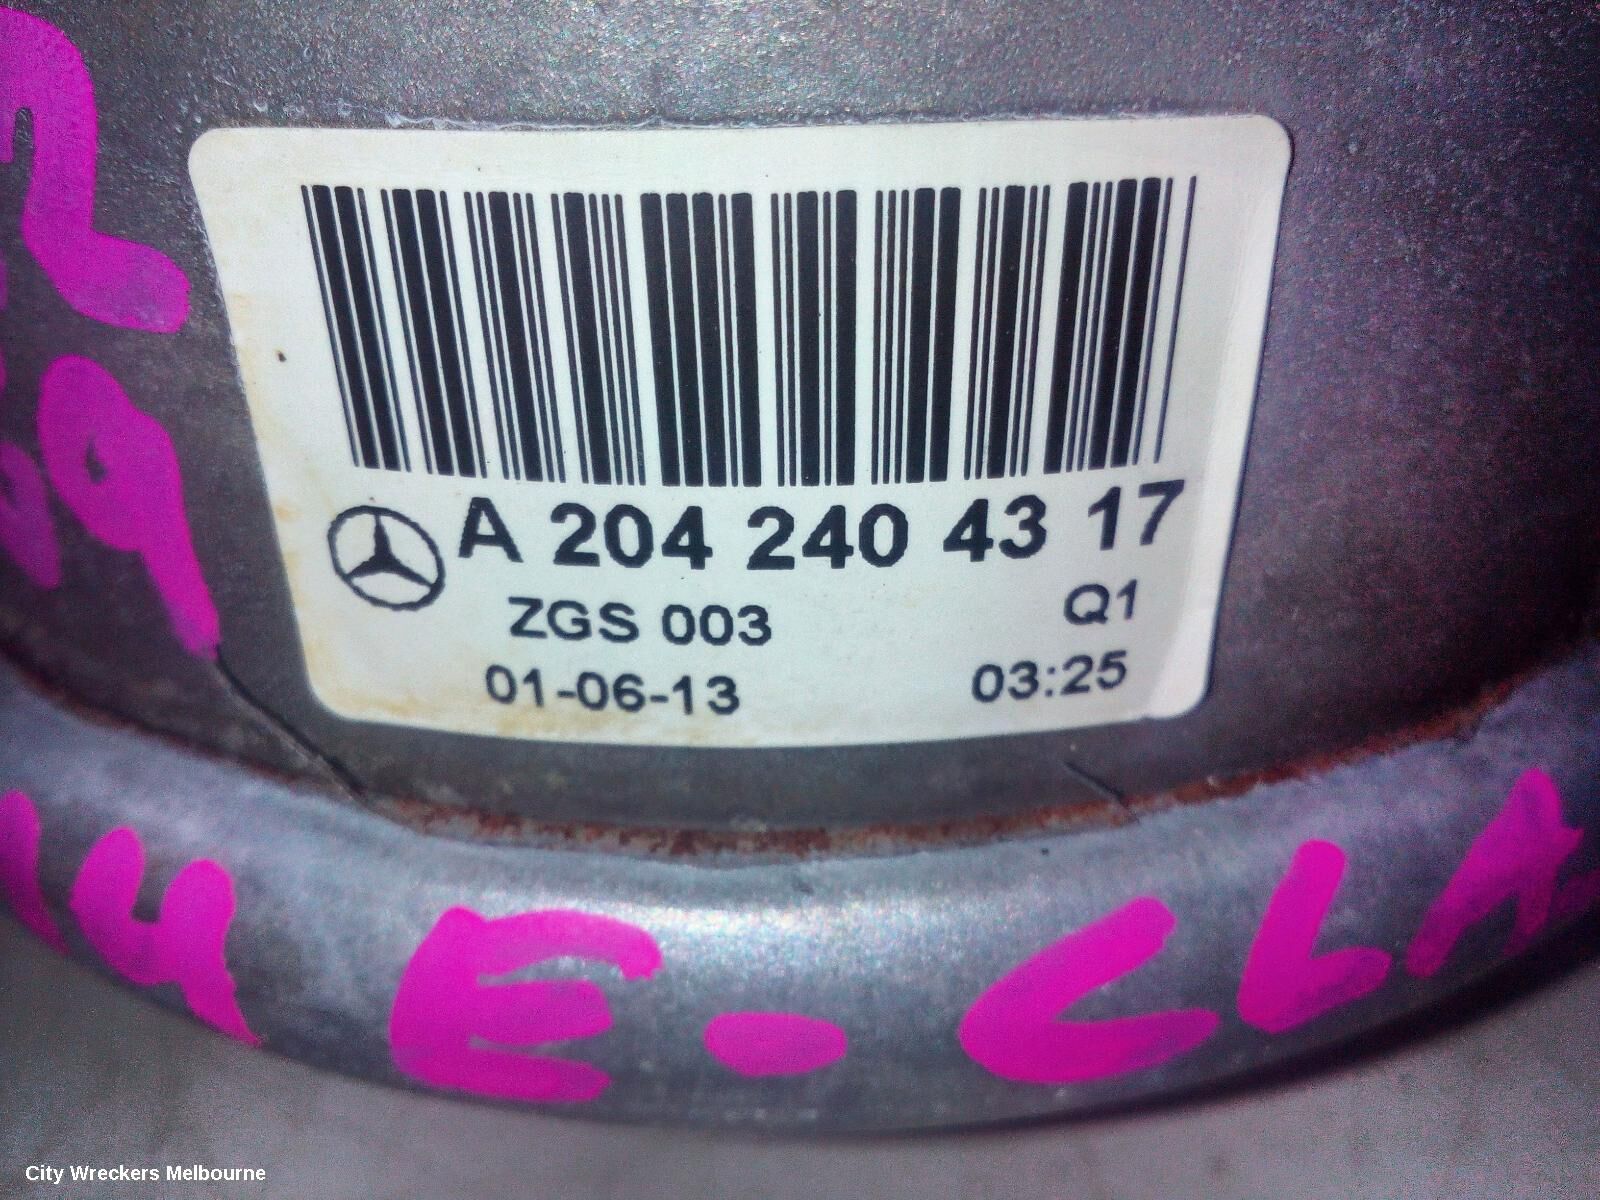 A 204 240 43 17
ZGS 003 Q1
01-06-13 03:25
E-CLA
City Wreckers Melbourne